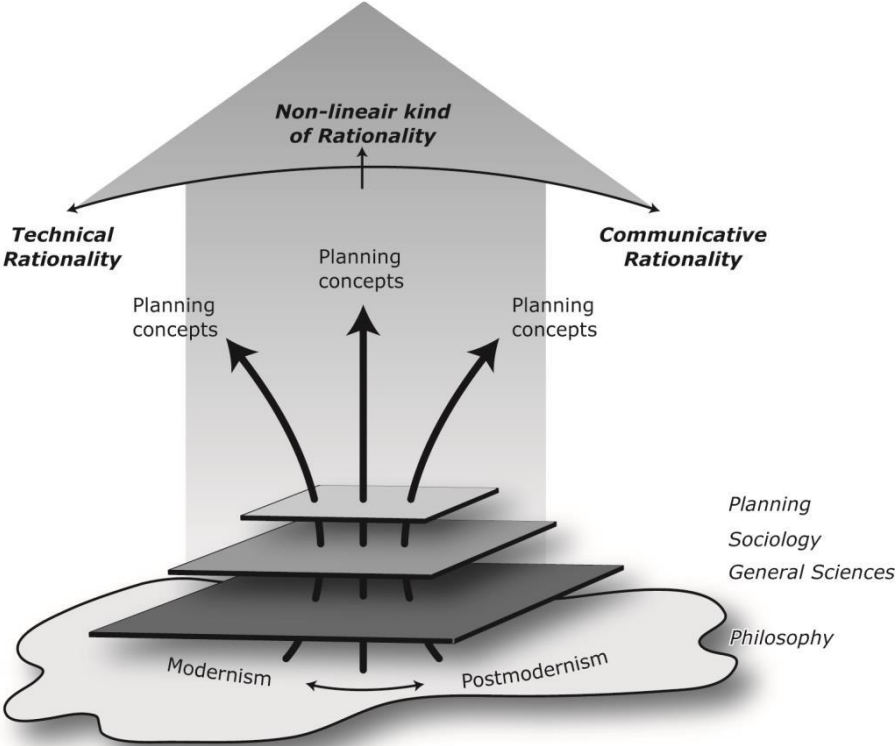 Non-lineair kind
of Rationality
Technical
Rationality
Communicative
Rationality
Planning
concepts
Planning
concepts
Planning
concepts
Planning
Sociology
General Sciences
Philosophy
Modernism
Postmodernism